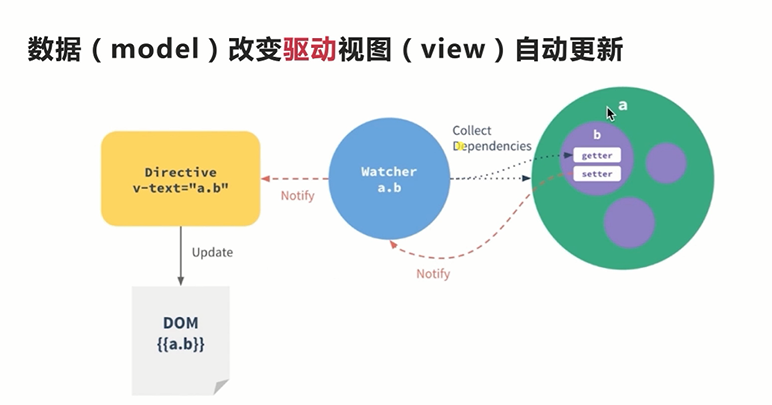 数据（model）改变驱动视图（view）自动更新
a
b
getter
setter
Collect
Dependencies
Watcher
a.b
Directive
v-text="a.b"
Notify
Notify
Update
DOM
{{a.b}}